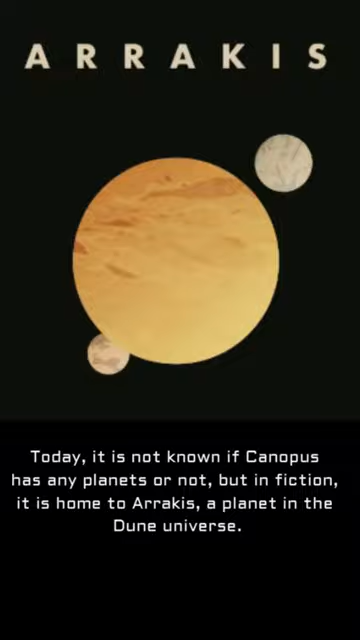 ARRAKIS
Today, it is not known if Canopus
has any planets or not, but in fiction,
it is home to Arrakis, a planet in the
Dune universe.